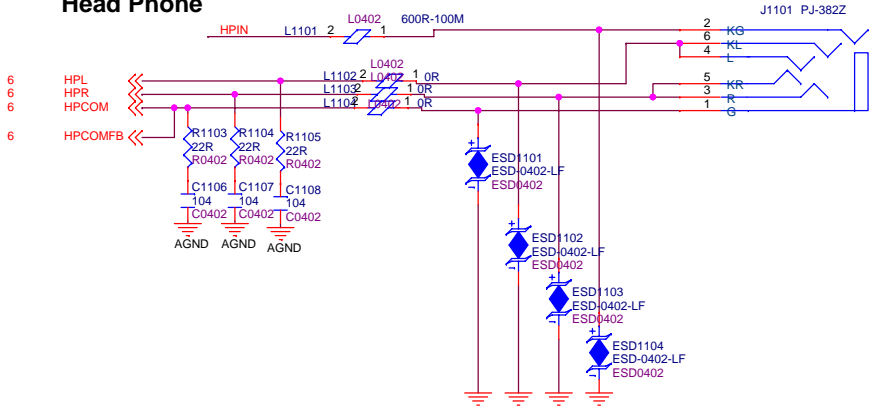 Head Phone
J1101 PJ-382Z
HPIN L1101 2 L0402 1 600R-100M 2 KG
6 KL
4 L
6 HPL L1102 2 L0402 1 0R
6 HPR L1103 L0402 1 0R 5 KR
3 R
6 HPCOM L1104 2 L0402 1 0R 1 G
6 HPCOMFB
R1103 R1104 R1105
22R 22R 22R
R0402 R0402 R0402
C1106 C1107 C1108
104 104 104
C0402 C0402 C0402
AGND AGND AGND
ESD1101
ESD-0402-LF
ESD0402
ESD1102
ESD-0402-LF
ESD0402
ESD1103
ESD-0402-LF
ESD0402
ESD1104
ESD-0402-LF
ESD0402